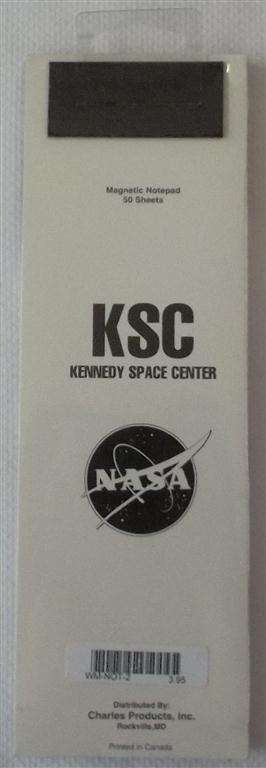 Magnetic Notepad
50 Sheets
KSC
KENNEDY SPACE CENTER
NASA
WM-NOT-2 3.95
Distributed By:
Charles Products, Inc.
Rockville,MD
Printed in Canada